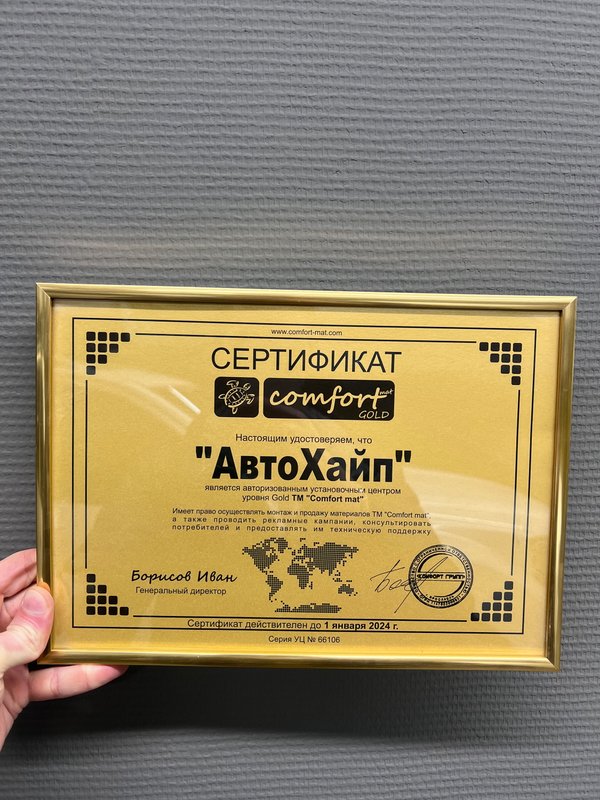 www.comfort-mat.com
СЕРТИФИКАТ
comfort mat
GOLD
Настоящим удостоверяем, что
"АвтоХайп"
является авторизованным установочным центром
уровня Gold ТМ "Comfort mat"
Имеет право осуществлять монтаж и продажу материалов ТМ "Comfort mat",
а также проводить рекламные кампании, консультировать
потребителей и предоставлять им техническую поддержку
Борисов Иван
Генеральный директор
"КОМФОРТ ГРУПП"
Сертификат действителен до 1 января 2024 г.
Серия УЦ № 66106